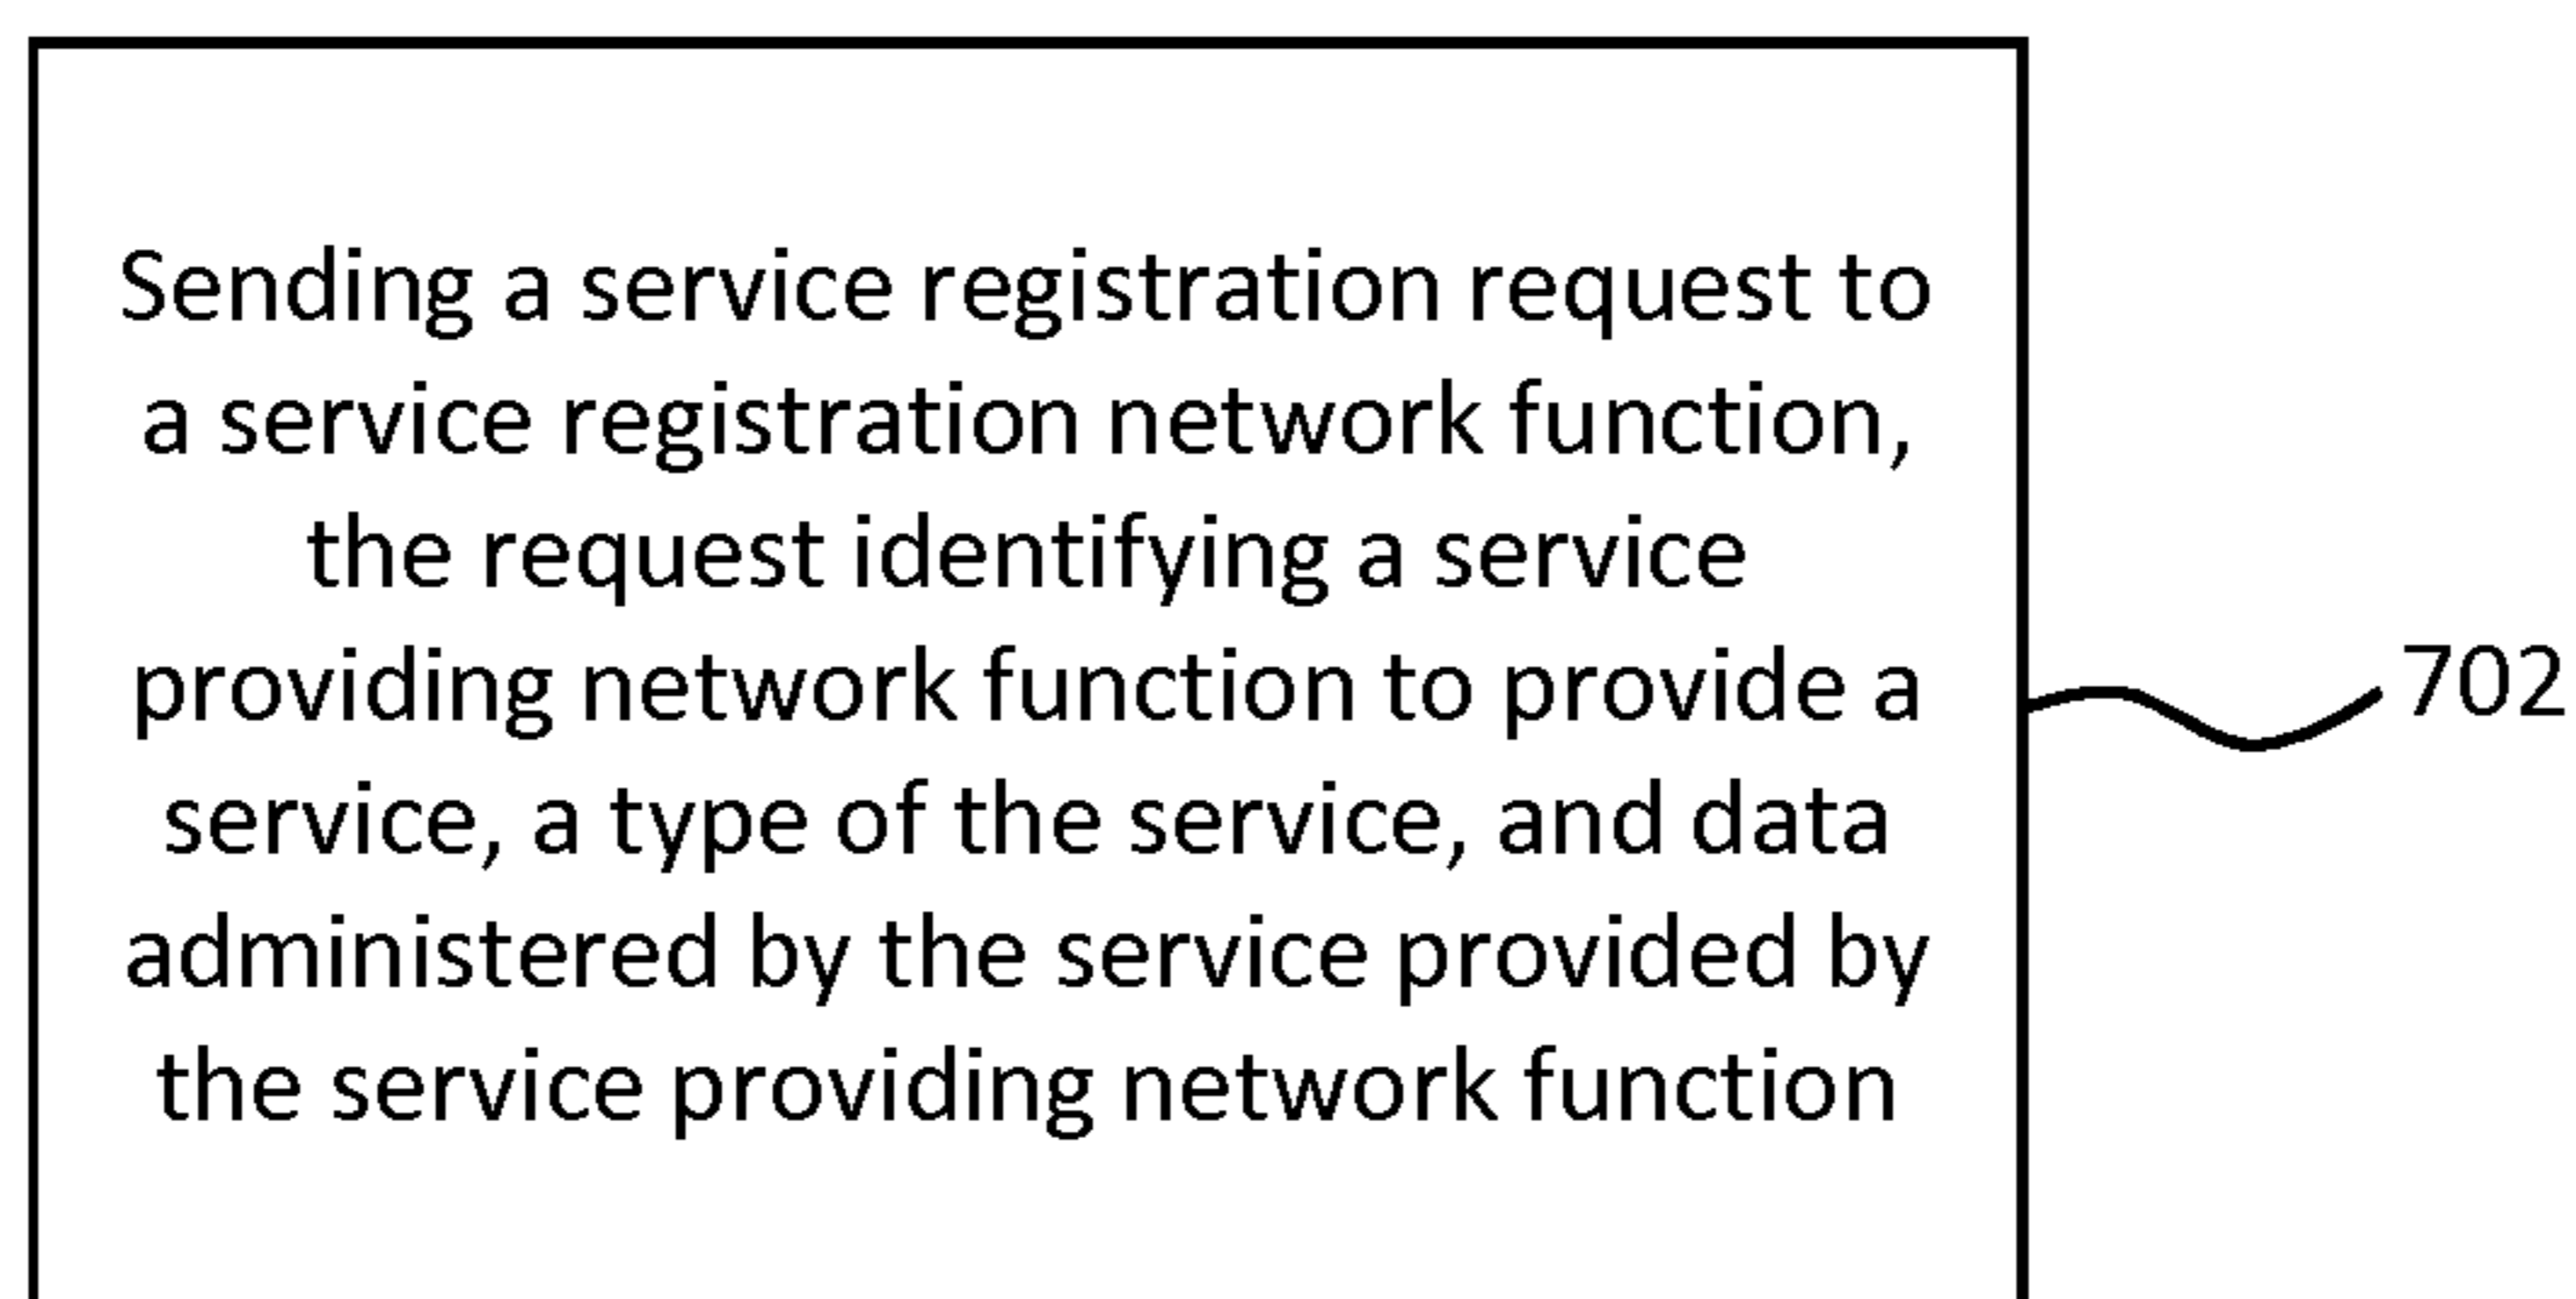 Sending a service registration request to
a service registration network function,
the request identifying a service
providing network function to provide a
service, a type of the service, and data
administered by the service provided by
the service providing network function
702